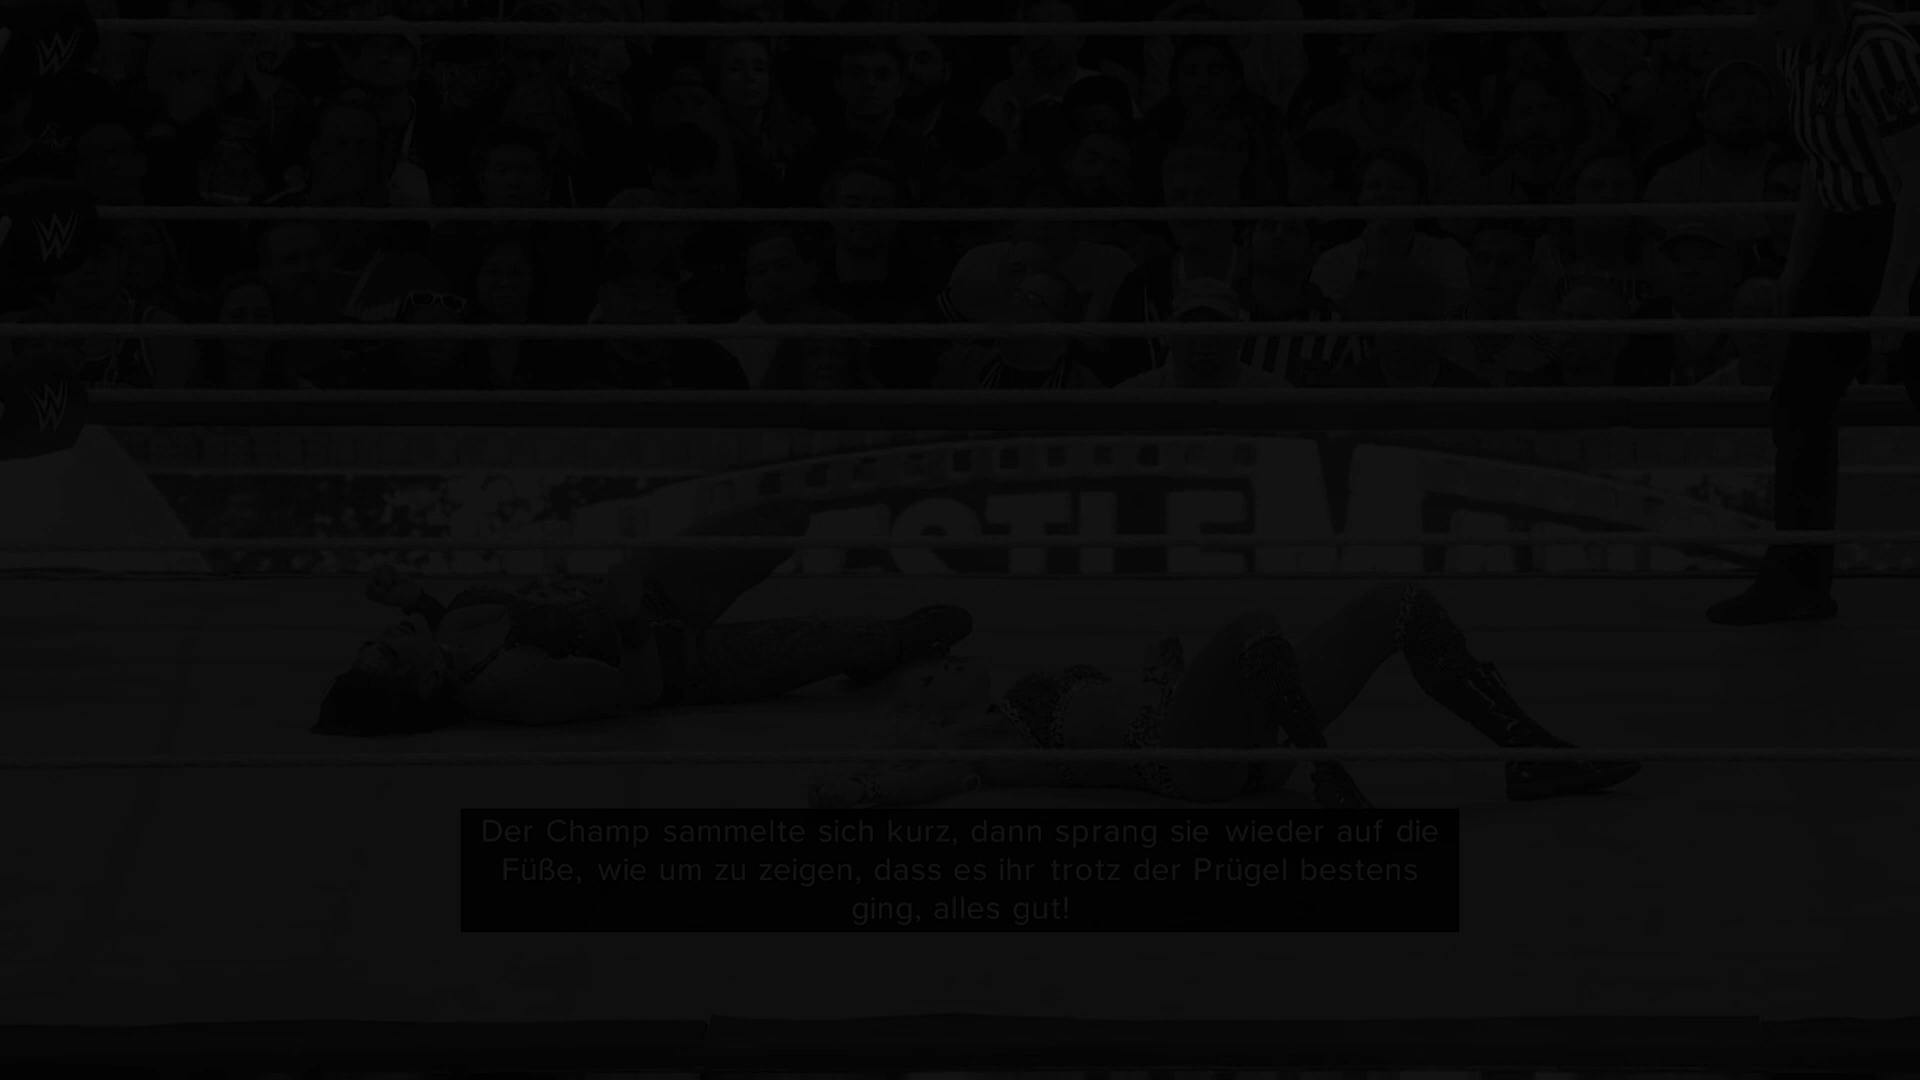 W
W
W
STLEM
Der Champ sammelte sich kurz, dann sprang sie wieder auf die
Füße, wie um zu zeigen, dass es ihr trotz der Prügel bestens
ging, alles gut!